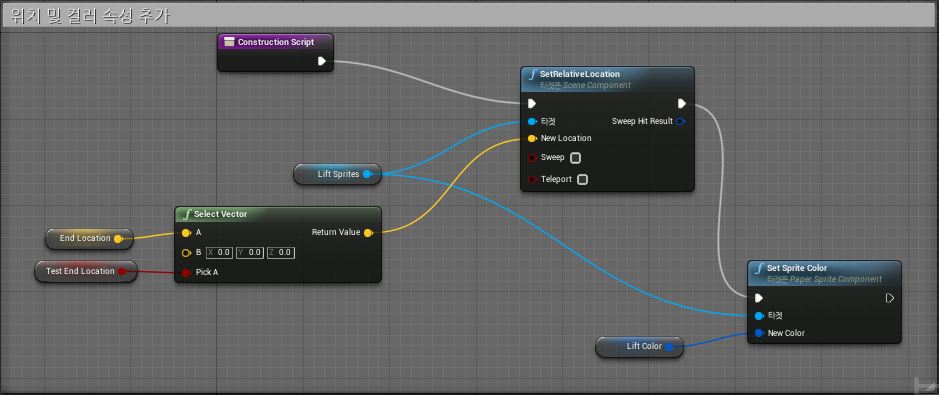 위치 및 컬러 속성 추가
Construction Script
SetRelativeLocation
타겟은 Scene Component
타겟
Sweep Hit Result
New Location
Sweep
Teleport
Lift Sprites
Select Vector
A
Return Value
B X 0.0 Y 0.0 Z 0.0
Pick A
End Location
Test End Location
Set Sprite Color
타겟은 Paper Sprite Component
타겟
New Color
Lift Color